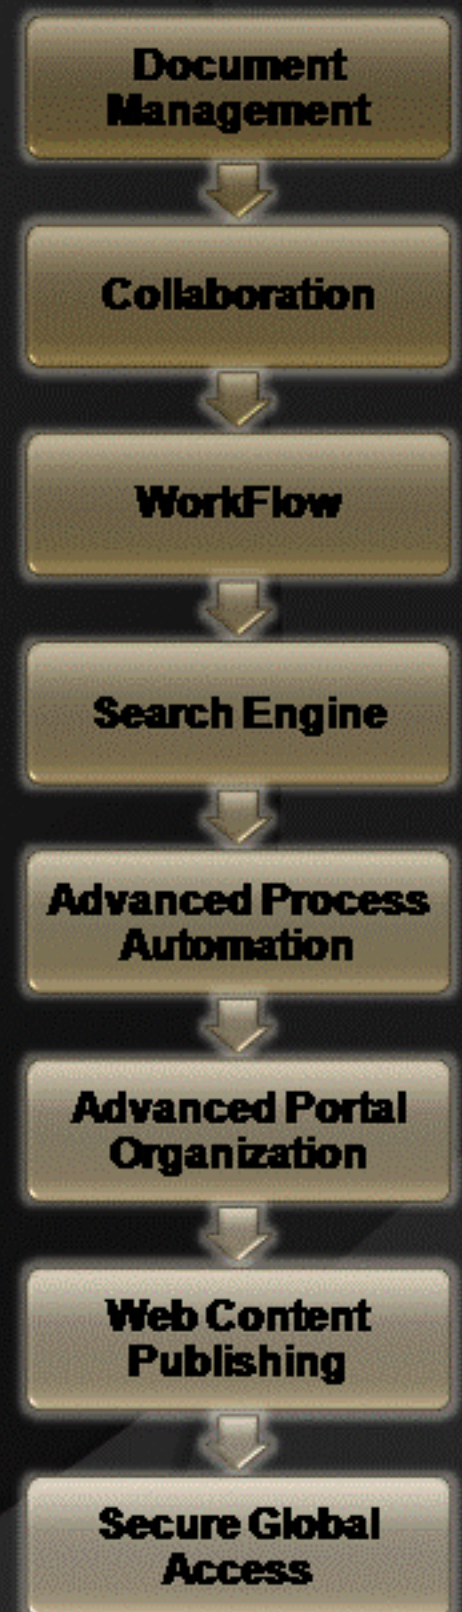 Document
Management
Collaboration
WorkFlow
Search Engine
Advanced Process
Automation
Advanced Portal
Organization
Web Content
Publishing
Secure Global
Access